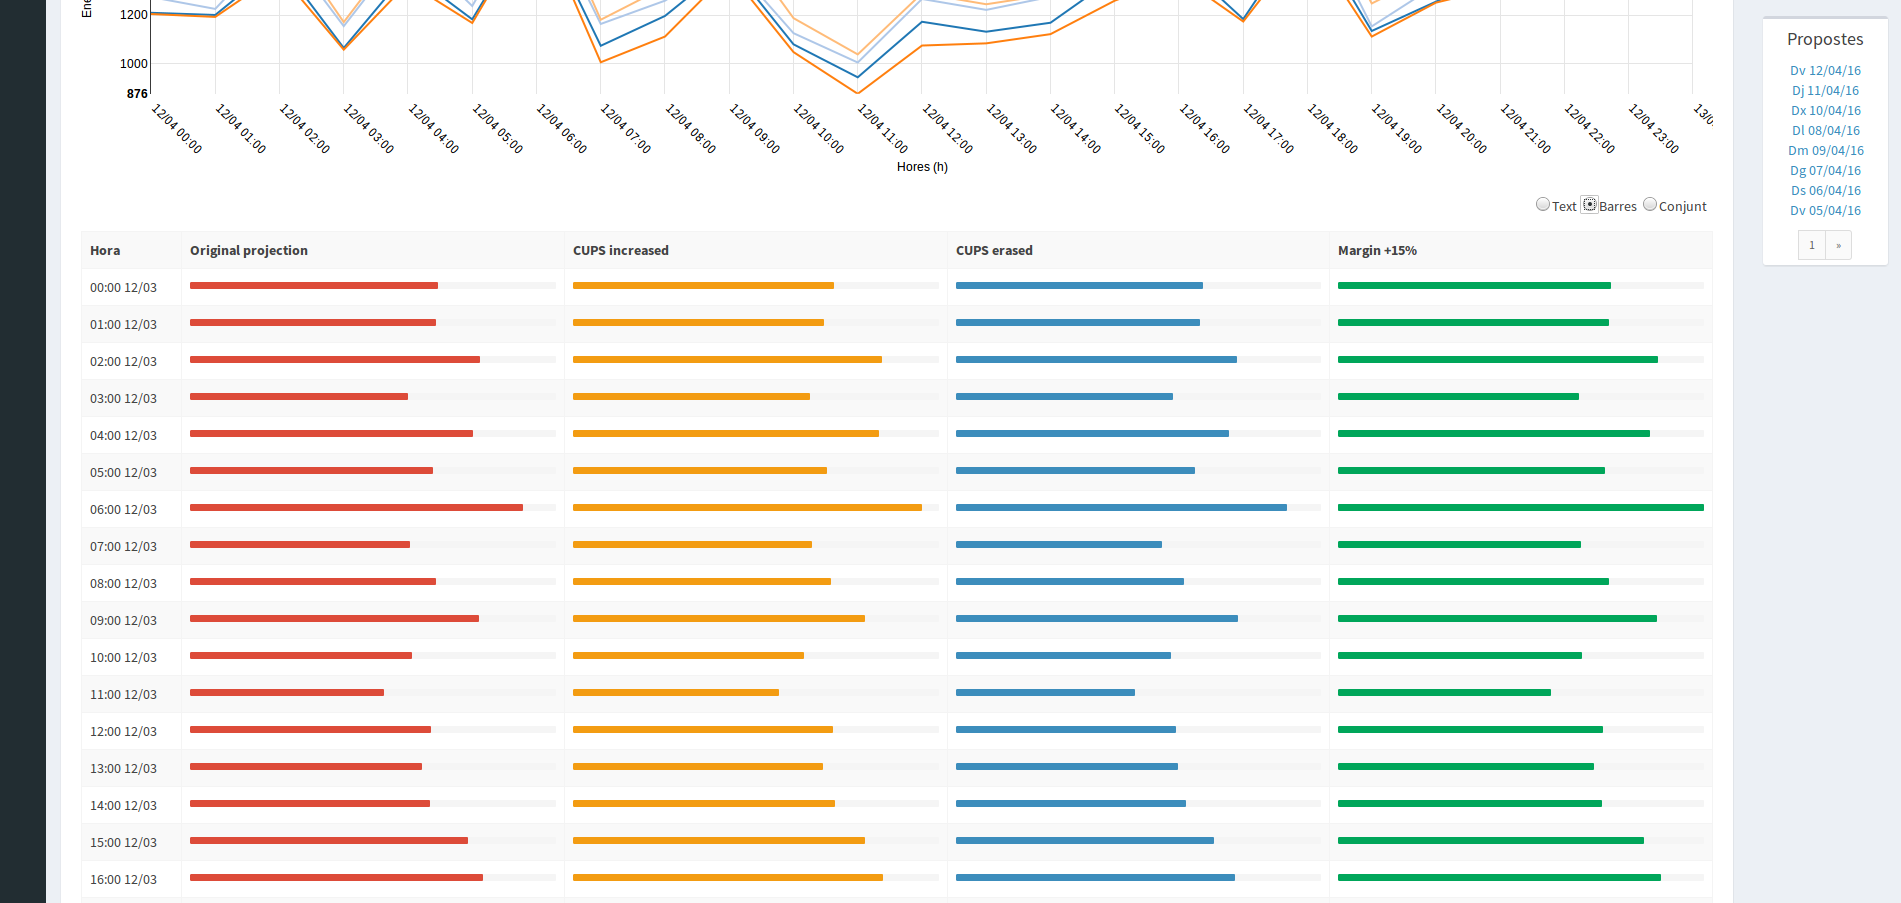 Ene
1200
1000
876
12/04 00:00 12/04 01:00 12/04 02:00 12/04 03:00 12/04 04:00 12/04 05:00 12/04 06:00 12/04 07:00 12/04 08:00 12/04 09:00 12/04 10:00 12/04 11:00 12/04 12:00 12/04 13:00 12/04 14:00 12/04 15:00 12/04 16:00 12/04 17:00 12/04 18:00 12/04 19:00 12/04 20:00 12/04 21:00 12/04 22:00 12/04 23:00 13/0
Hores (h)
Text Barres Conjunt
Hora Original projection CUPS increased CUPS erased Margin +15%
00:00 12/03
01:00 12/03
02:00 12/03
03:00 12/03
04:00 12/03
05:00 12/03
06:00 12/03
07:00 12/03
08:00 12/03
09:00 12/03
10:00 12/03
11:00 12/03
12:00 12/03
13:00 12/03
14:00 12/03
15:00 12/03
16:00 12/03
Propostes
Dv 12/04/16
Dj 11/04/16
Dx 10/04/16
Dl 08/04/16
Dm 09/04/16
Dg 07/04/16
Ds 06/04/16
Dv 05/04/16
1 »